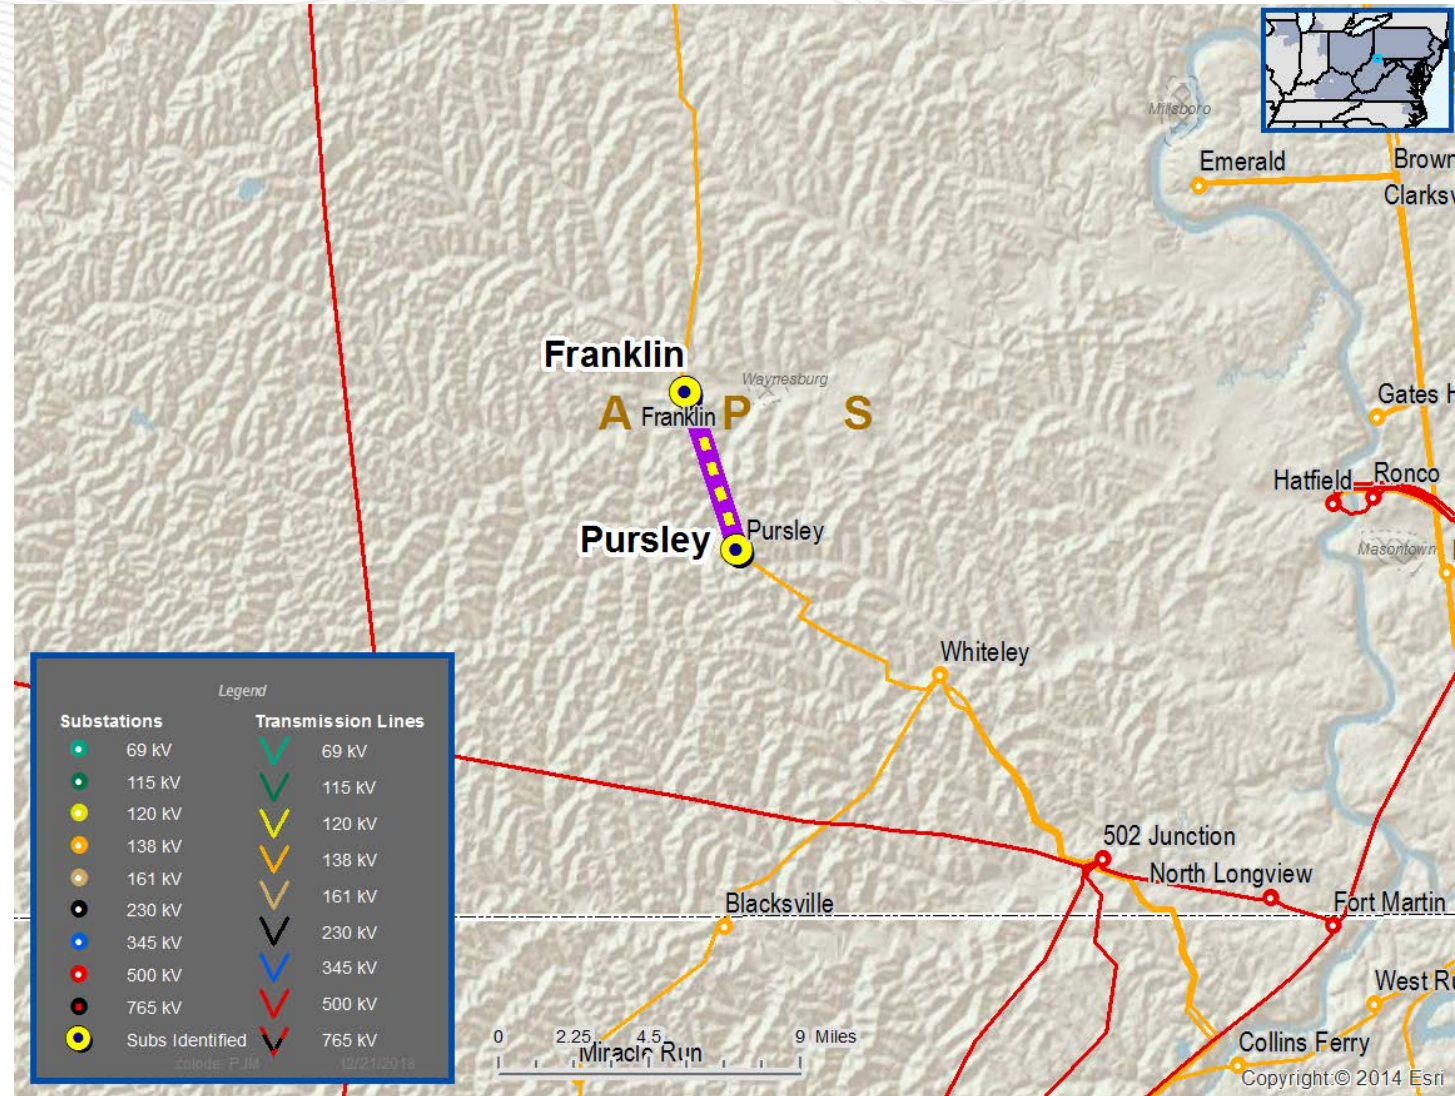 Millsboro
Emerald
Brown
Clarksv
Franklin
Waynesburg
A P S
Franklin
Gates H
Hatfield
Ronco
Pursley
Pursley
Masontown
Whiteley
Legend
Substations
Transmission Lines
69 kV
69 kV
115 kV
115 kV
120 kV
120 kV
138 kV
138 kV
161 kV
161 kV
230 kV
230 kV
345 kV
345 kV
500 kV
500 kV
765 kV
765 kV
Subs Identified
PJM 12/21/2018
502 Junction
North Longview
Blacksville
Fort Martin
West Ru
0 2.25 4.5 9 Miles
Miracle Run
Collins Ferry
Copyright:© 2014 Esri